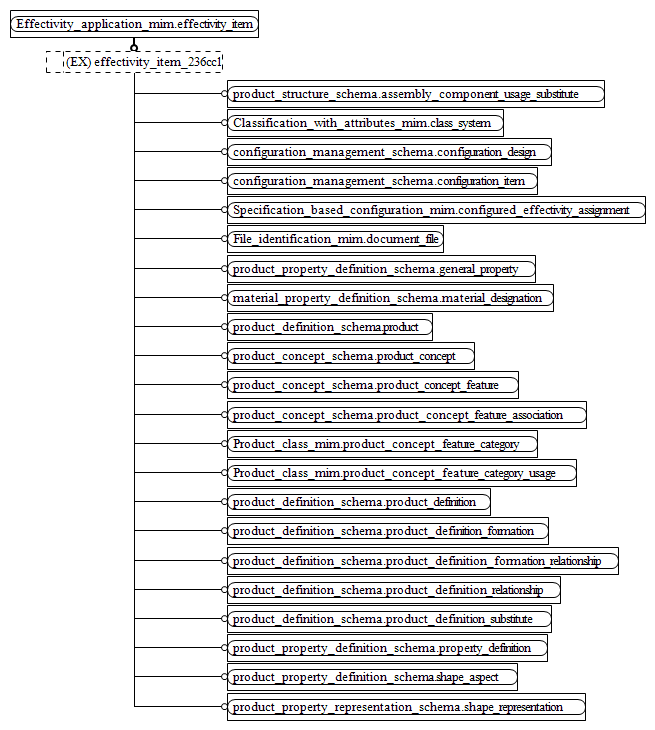 Effectivity_application_mim.effectivity_item
(EX) effectivity_item_236cc1
product_structure_schema.assembly_component_usage_substitute
Classification_with_attributes_mim.class_system
configuration_management_schema.configuration_design
configuration_management_schema.configuration_item
Specification_based_configuration_mim.configured_effectivity_assignment
File_identification_mim.document_file
product_property_definition_schema.general_property
material_property_definition_schema.material_designation
product_definition_schema.product
product_concept_schema.product_concept
product_concept_schema.product_concept_feature
product_concept_schema.product_concept_feature_association
Product_class_mim.product_concept_feature_category
Product_class_mim.product_concept_feature_category_usage
product_definition_schema.product_definition
product_definition_schema.product_definition_formation
product_definition_schema.product_definition_formation_relationship
product_definition_schema.product_definition_relationship
product_definition_schema.product_definition_substitute
product_property_definition_schema.property_definition
product_property_definition_schema.shape_aspect
product_property_representation_schema.shape_representation